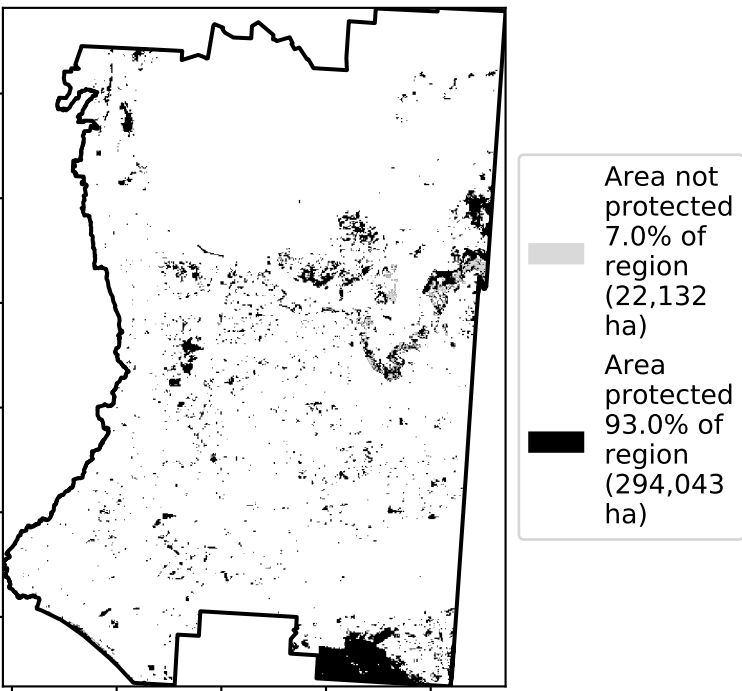 Area not
protected
7.0% of
region
(22,132
ha)
Area
protected
93.0% of
region
(294,043
ha)